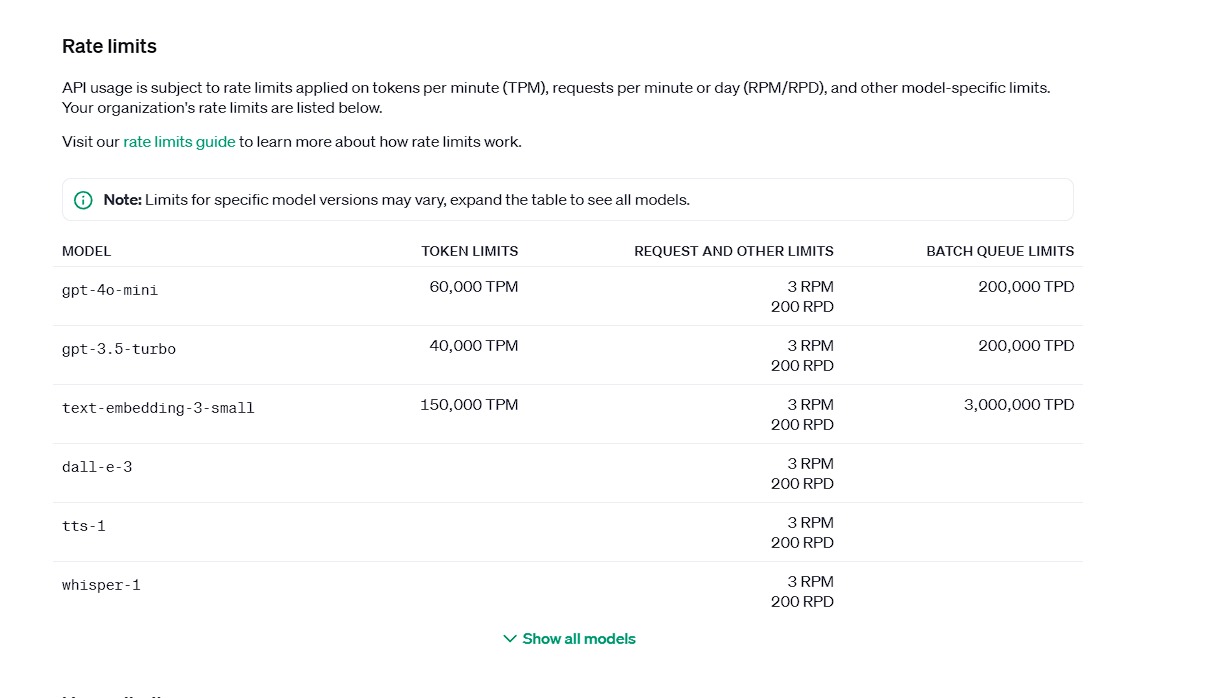 Rate limits
API usage is subject to rate limits applied on tokens per minute (TPM), requests per minute or day (RPM/RPD), and other model-specific limits.
Your organization's rate limits are listed below.
Visit our rate limits guide to learn more about how rate limits work.
Note: Limits for specific model versions may vary, expand the table to see all models.
MODEL TOKEN LIMITS REQUEST AND OTHER LIMITS BATCH QUEUE LIMITS
gpt-4o-mini 60,000 TPM 3 RPM 200,000 TPD
200 RPD
gpt-3.5-turbo 40,000 TPM 3 RPM 200,000 TPD
200 RPD
text-embedding-3-small 150,000 TPM 3 RPM 3,000,000 TPD
200 RPD
dall-e-3 3 RPM
200 RPD
tts-1 3 RPM
200 RPD
whisper-1 3 RPM
200 RPD
Show all models